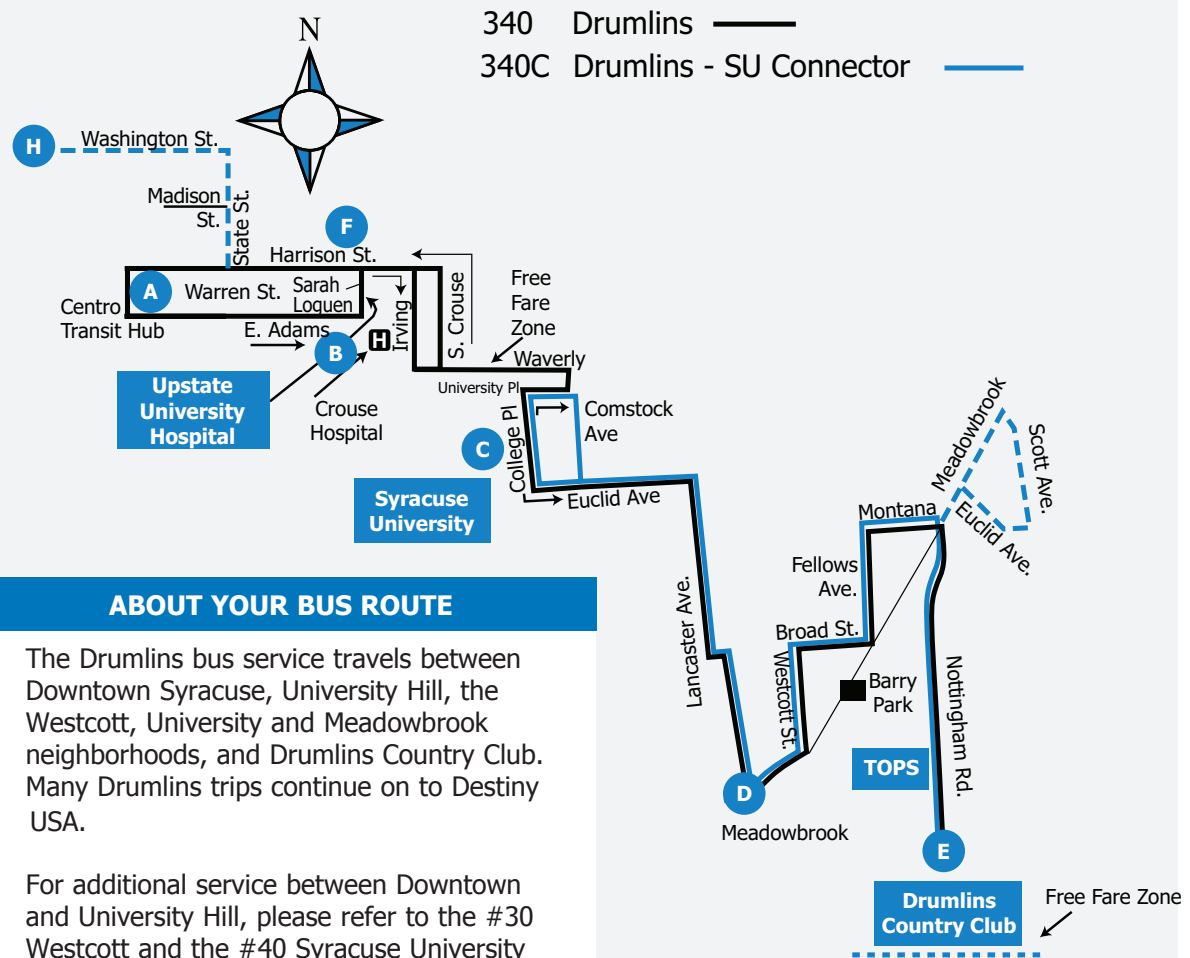 340 Drumlins
340C Drumlins - SU Connector
N
H
Washington St.
Madison
St.
State St.
F
Harrison St.
A
Warren St.
Sarah
Loguen
Centro
Transit Hub
E. Adams
B
H
Irving
S. Crouse
Free
Fare
Zone
Waverly
University Pl
Upstate
University
Hospital
Crouse
Hospital
College Pl
Comstock
Ave
C
Syracuse
University
Euclid Ave
Meadowbrook
Scott Ave.
Euclid Ave.
Montana
Fellows
Ave.
Broad St.
Lancaster Ave.
Westcott St.
Barry
Park
Nottingham Rd.
TOPS
D
Meadowbrook
E
Drumlins
Country Club
Free Fare Zone
ABOUT YOUR BUS ROUTE
The Drumlins bus service travels between
Downtown Syracuse, University Hill, the
Westcott, University and Meadowbrook
neighborhoods, and Drumlins Country Club.
Many Drumlins trips continue on to Destiny
USA.
For additional service between Downtown
and University Hill, please refer to the #30
Westcott and the #40 Syracuse University